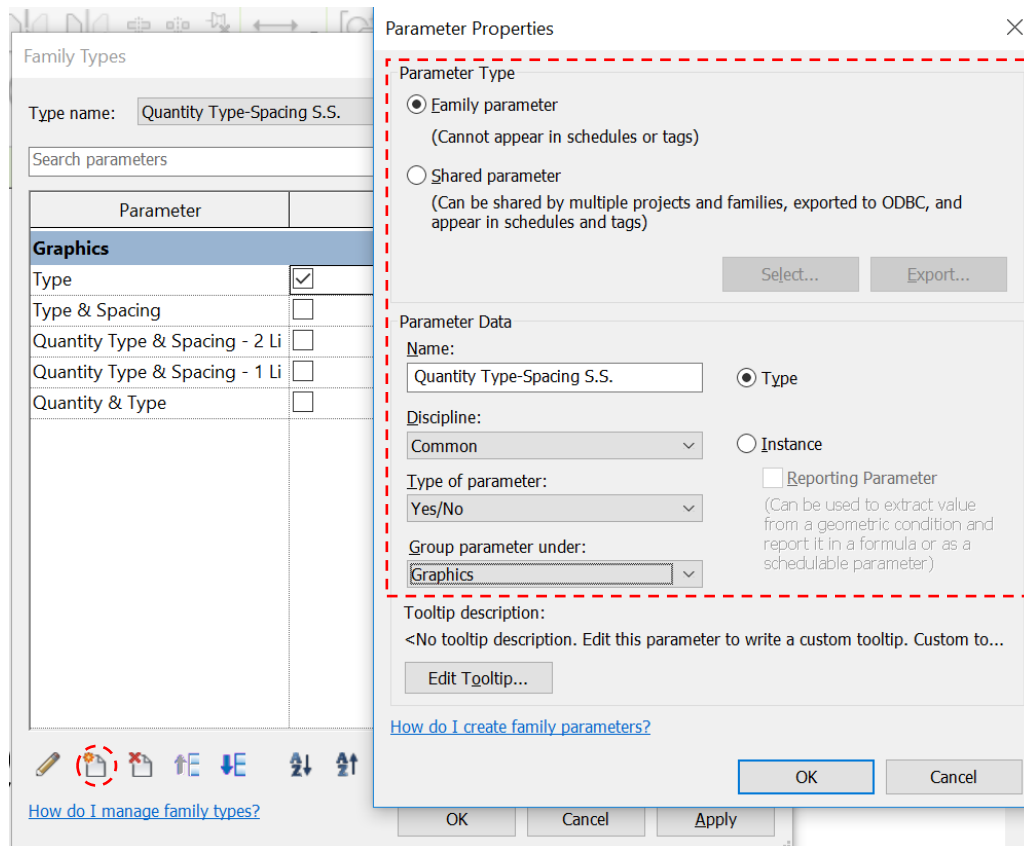 Family Types
Type name:
Quantity Type-Spacing S.S.
Search parameters
Parameter
Graphics
Type
Type & Spacing
Quantity Type & Spacing - 2 Li
Quantity Type & Spacing - 1 Li
Quantity & Type
How do I manage family types?
OK
Cancel
Apply
Parameter Properties
Parameter Type
Family parameter
(Cannot appear in schedules or tags)
Shared parameter
(Can be shared by multiple projects and families, exported to ODBC, and
appear in schedules and tags)
Select...
Export...
Parameter Data
Name:
Quantity Type-Spacing S.S.
Type
Discipline:
Common
Instance
Reporting Parameter
(Can be used to extract value
from a geometric condition and
report it in a formula or as a
schedulable parameter)
Type of parameter:
Yes/No
Group parameter under:
Graphics
Tooltip description:
<No tooltip description. Edit this parameter to write a custom tooltip. Custom to...
Edit Tooltip...
How do I create family parameters?
OK
Cancel